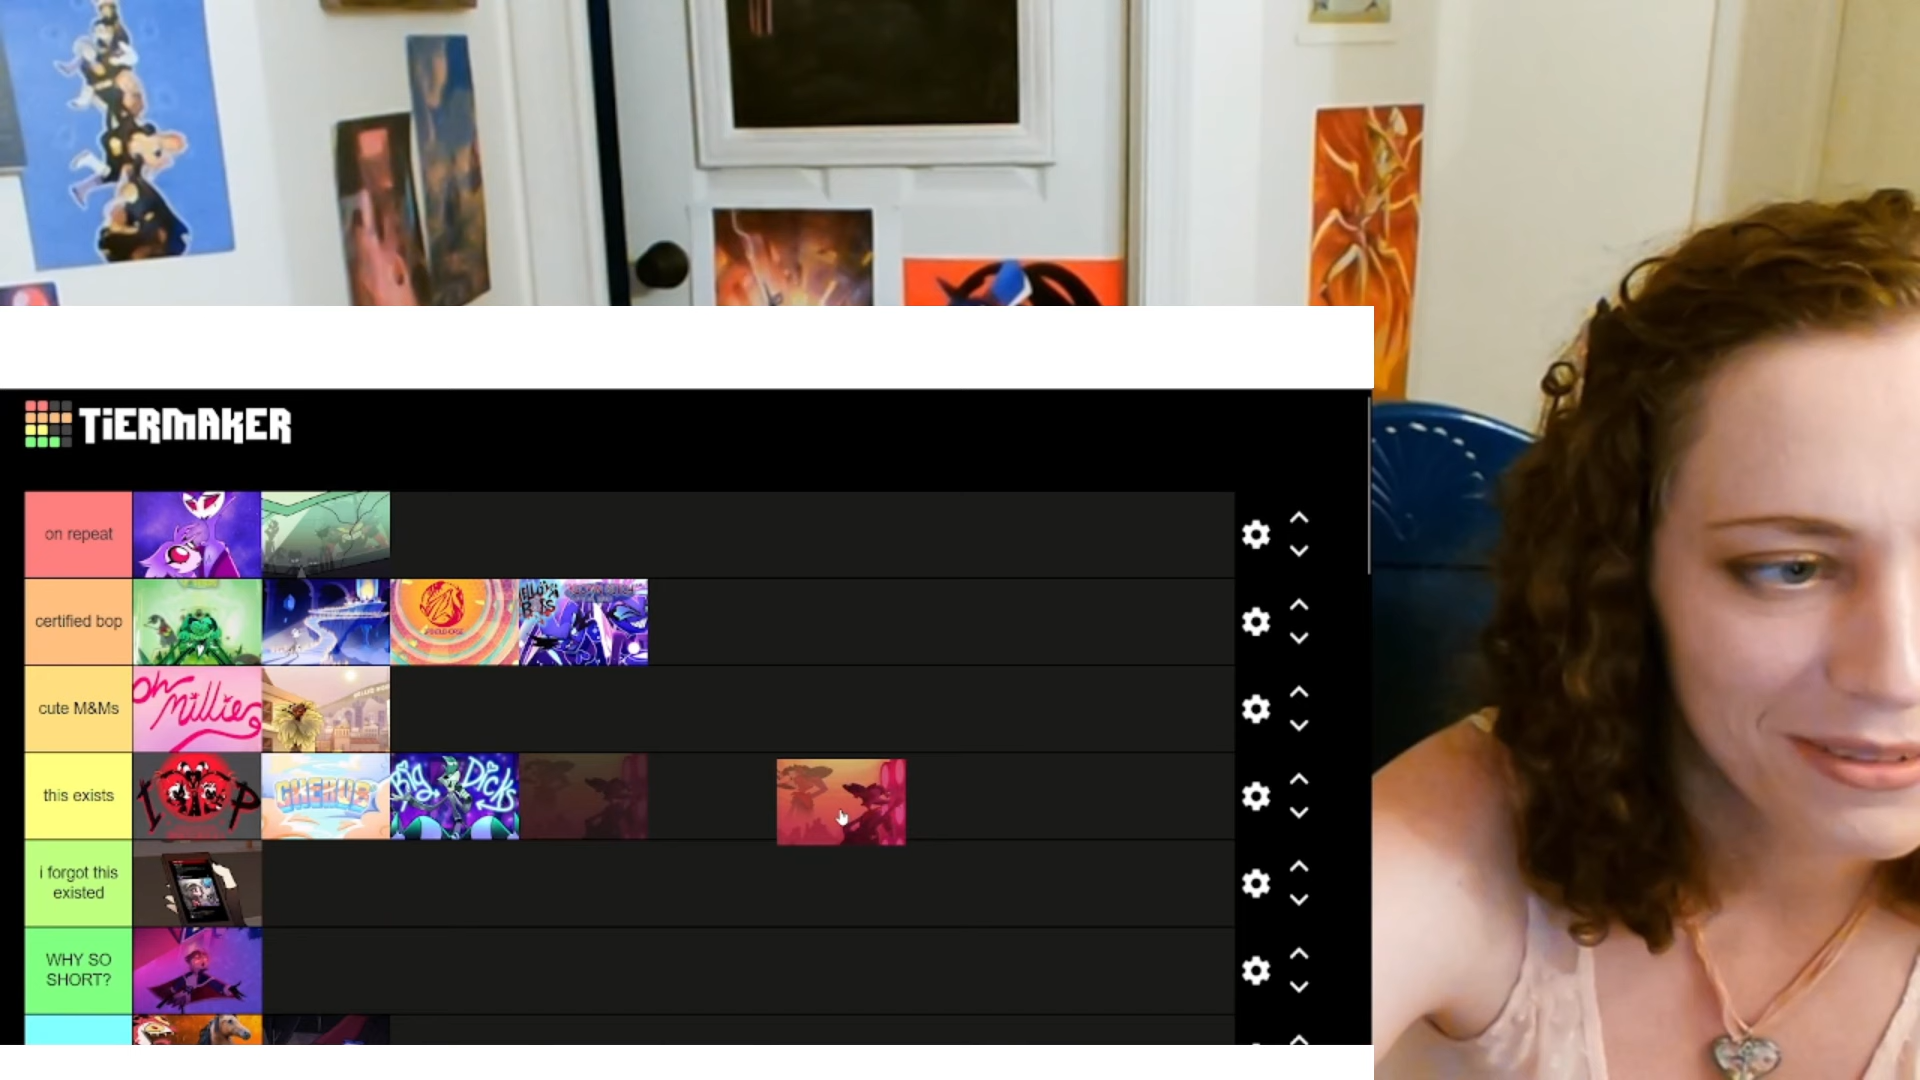 TiERMAKER
on repeat
certified bop
cute M&Ms
oh
Millie
this exists
CHERUB
Big Dicks
i forgot this
existed
WHY SO
SHORT?